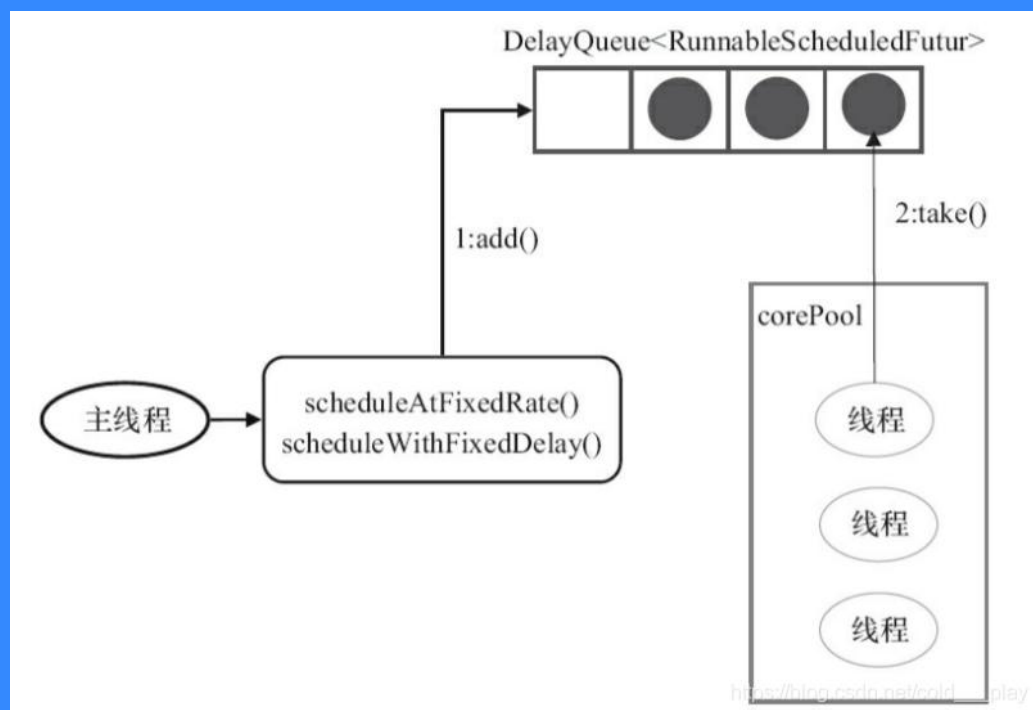 DelayQueue<RunnableScheduledFutur>
1:add()
2:take()
corePool
主线程
scheduleAtFixedRate()
scheduleWithFixedDelay()
线程
线程
线程